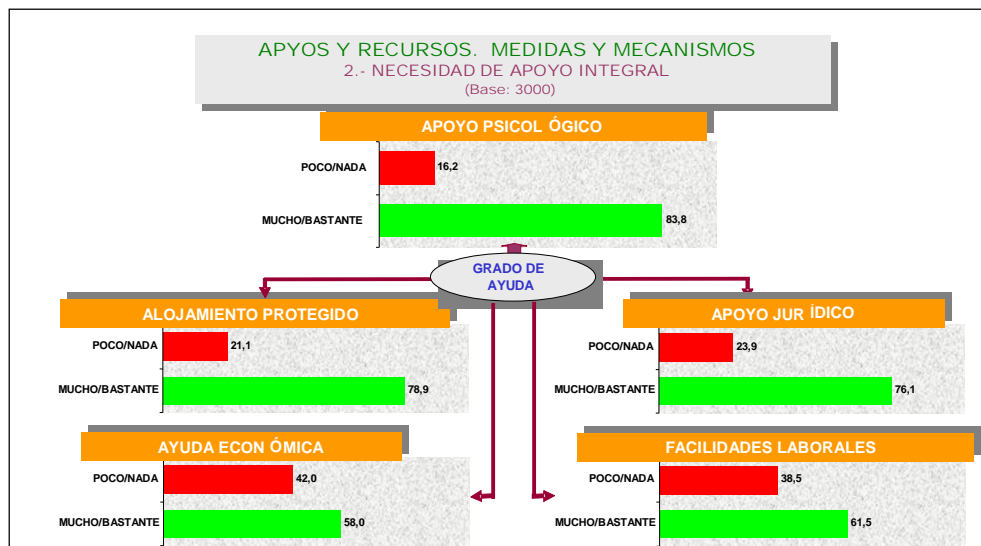 APYOS Y RECURSOS. MEDIDAS Y MECANISMOS
2.- NECESIDAD DE APOYO INTEGRAL
(Base: 3000)
APOYO PSICOL ÓGICO
POCO/NADA
16,2
MUCHO/BASTANTE
83,8
GRADO DE
AYUDA
ALOJAMIENTO PROTEGIDO
POCO/NADA
21,1
MUCHO/BASTANTE
78,9
APOYO JUR ÍDICO
POCO/NADA
23,9
MUCHO/BASTANTE
76,1
AYUDA ECON ÓMICA
POCO/NADA
42,0
MUCHO/BASTANTE
58,0
FACILIDADES LABORALES
POCO/NADA
38,5
MUCHO/BASTANTE
61,5